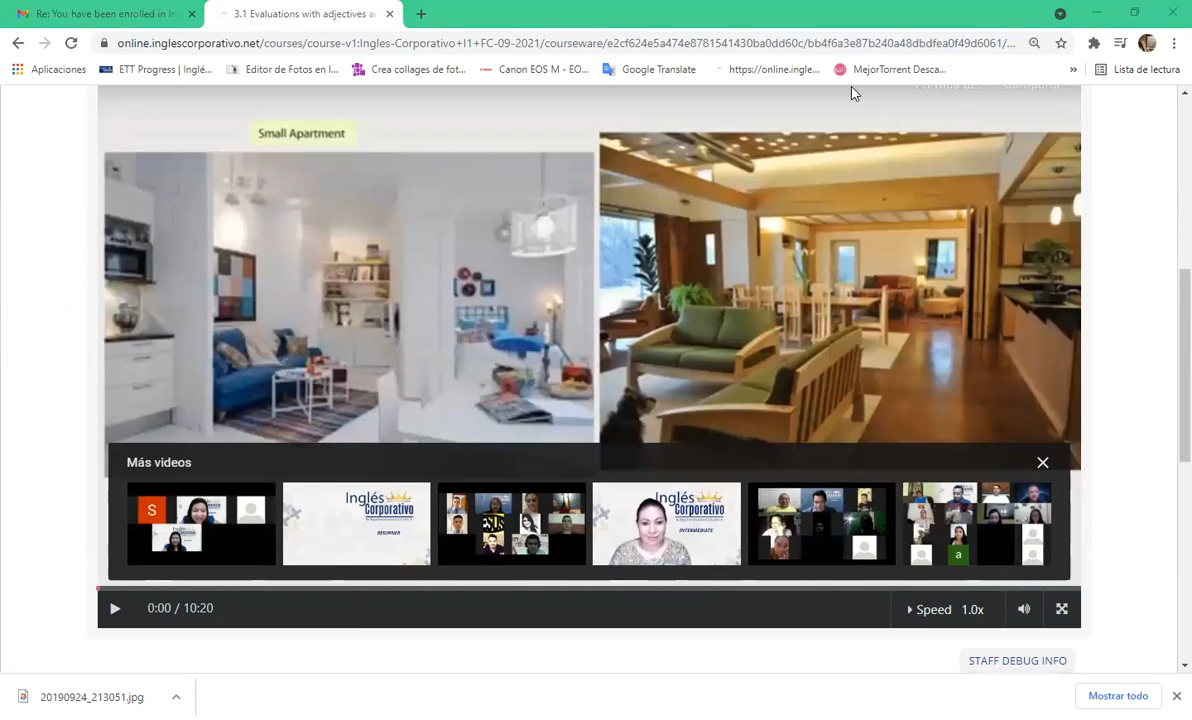 Re: You have been enrolled in In
3.1 Evaluations with adjectives a
online.inglescorporativo.net/courses/course-v1:Ingles-Corporativo+I1+FC-09-2021/courseware/e2cf624e5a474e8781541430ba0dd60c/bb4f6a3e87b240a48dbdfea0f49d6061/...
Aplicaciones
ETT Progress | Inglé...
Editor de Fotos en l...
Crea collages de fot...
Canon EOS M - EO...
Google Translate
https://online.ingle...
MejorTorrent Desca...
»
Lista de lectura
Small Apartment
Más videos
S
Inglés Corporativo
BEGINNER
Inglés Corporativo
INTERMEDIATE
a
0:00 / 10:20
Speed 1.0x
STAFF DEBUG INFO
20190924_213051.jpg
Mostrar todo